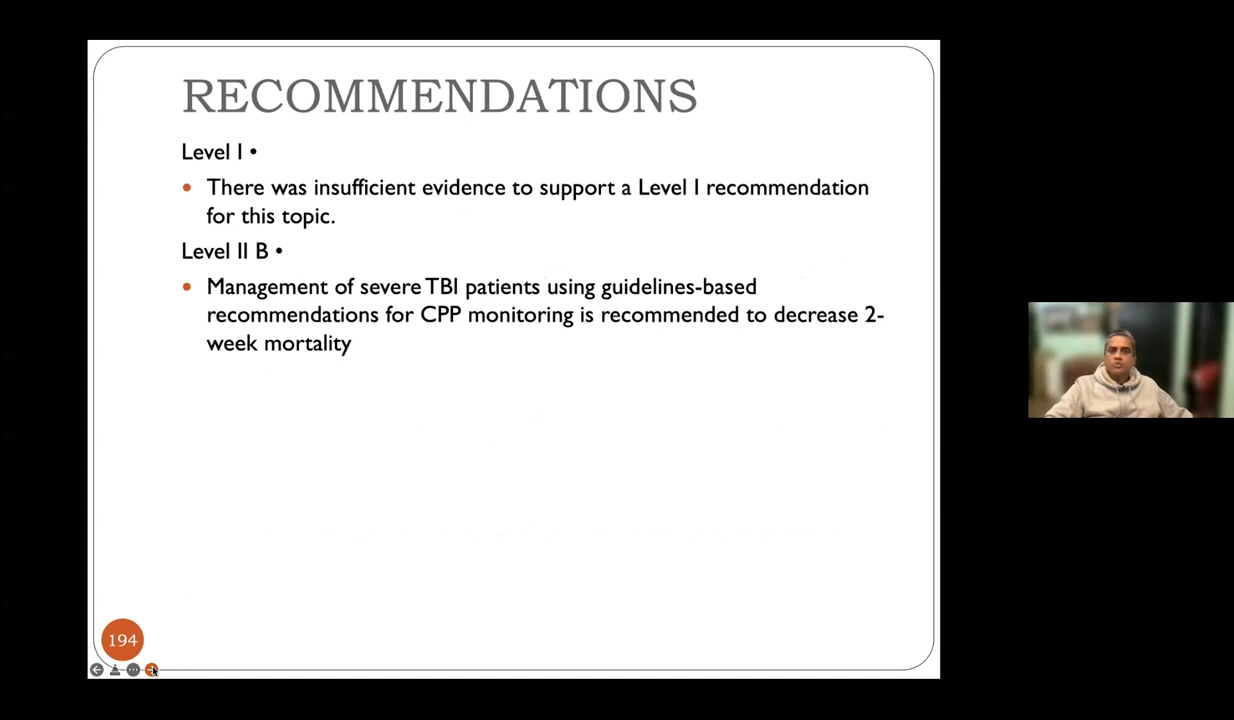 RECOMMENDATIONS
Level I •
• There was insufficient evidence to support a Level I recommendation
for this topic.
Level II B •
• Management of severe TBI patients using guidelines-based
recommendations for CPP monitoring is recommended to decrease 2-
week mortality
194